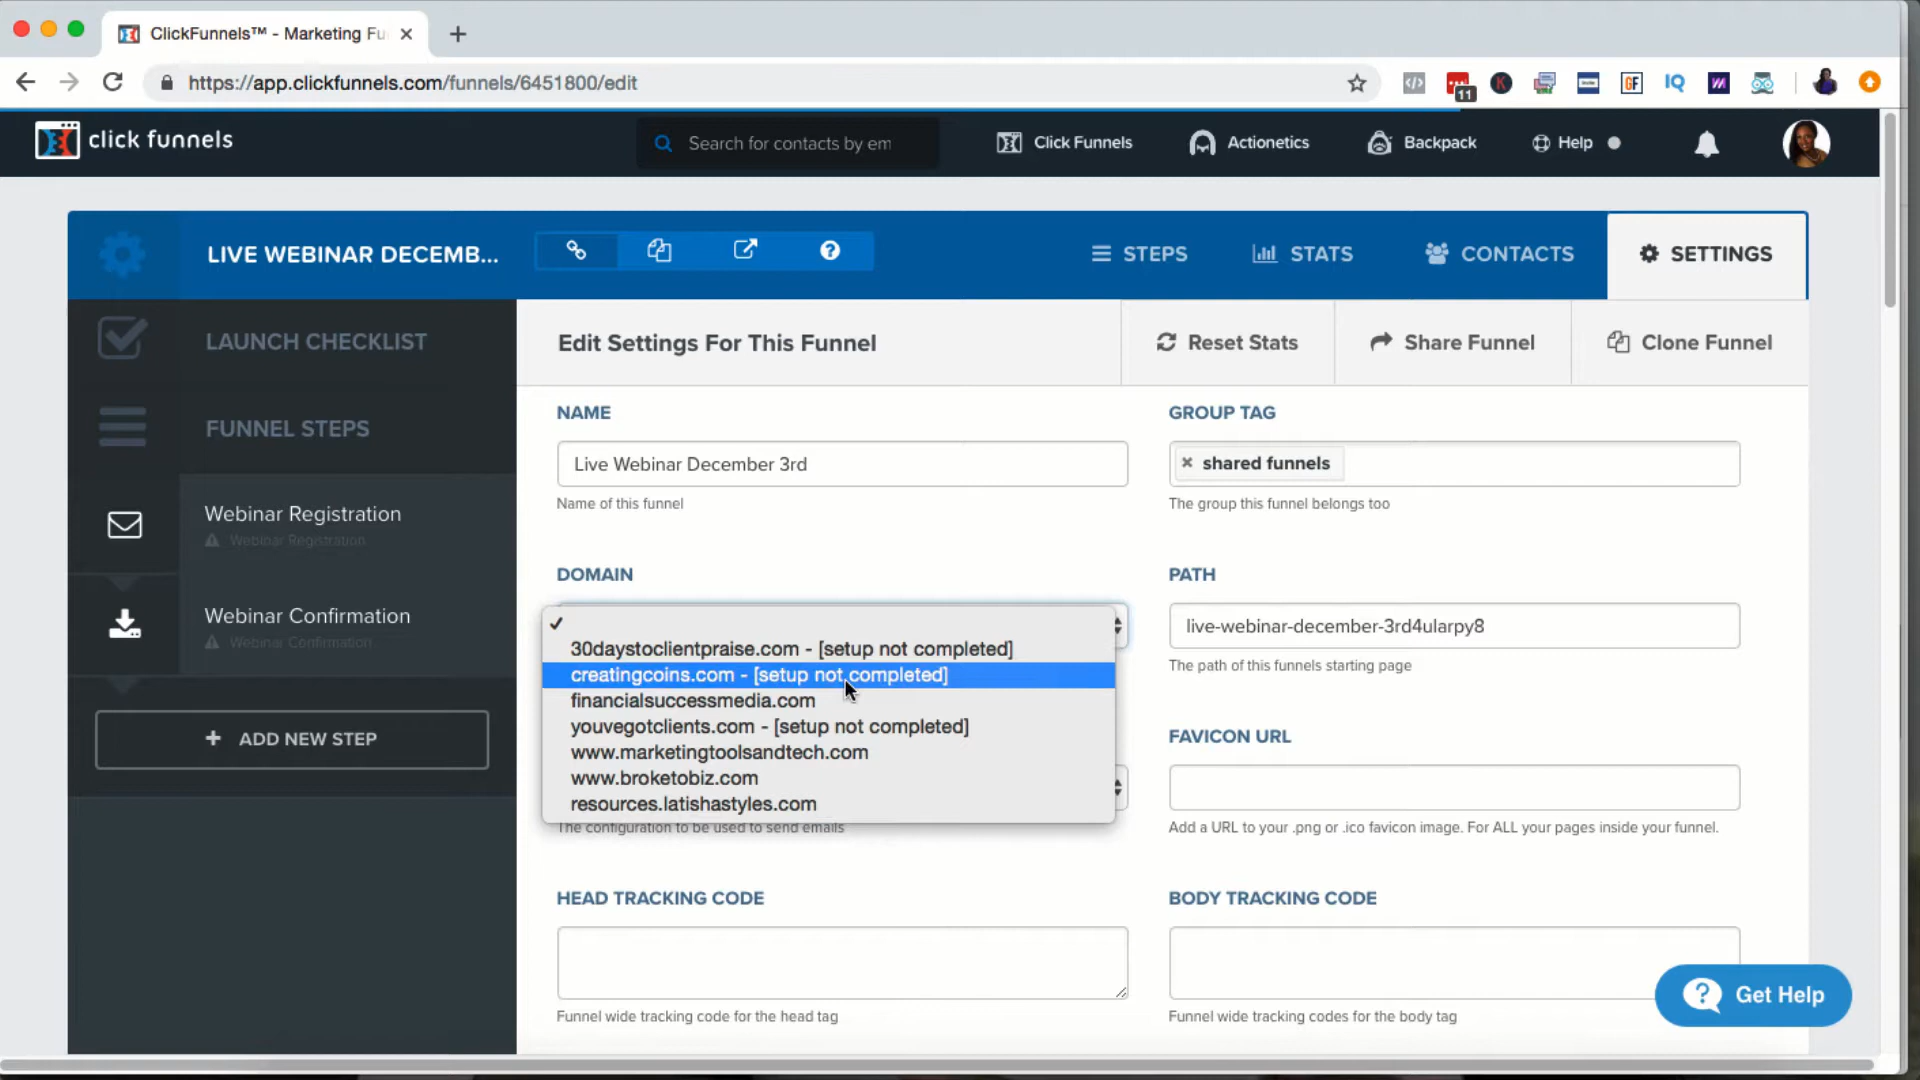 ClickFunnels™ - Marketing Fu
https://app.clickfunnels.com/funnels/6451800/edit
11
K
GF
IQ
click funnels
Search for contacts by em
Click Funnels
Actionetics
Backpack
Help
LIVE WEBINAR DECEMB...
STEPS
STATS
CONTACTS
SETTINGS
LAUNCH CHECKLIST
FUNNEL STEPS
Webinar Registration
Webinar Registration
Webinar Confirmation
Webinar Confirmation
+ ADD NEW STEP
Edit Settings For This Funnel
Reset Stats
Share Funnel
Clone Funnel
NAME
Live Webinar December 3rd
Name of this funnel
GROUP TAG
× shared funnels
The group this funnel belongs too
DOMAIN
30daystoclientpraise.com - [setup not completed]
creatingcoins.com - [setup not completed]
financialsuccessmedia.com
youvegotclients.com - [setup not completed]
www.marketingtoolsandtech.com
www.broketobiz.com
resources.latishastyles.com
The configuration to be used to send emails
PATH
live-webinar-december-3rd4ularpy8
The path of this funnels starting page
FAVICON URL
Add a URL to your .png or .ico favicon image. For ALL your pages inside your funnel.
HEAD TRACKING CODE
Funnel wide tracking code for the head tag
BODY TRACKING CODE
Funnel wide tracking codes for the body tag
Get Help